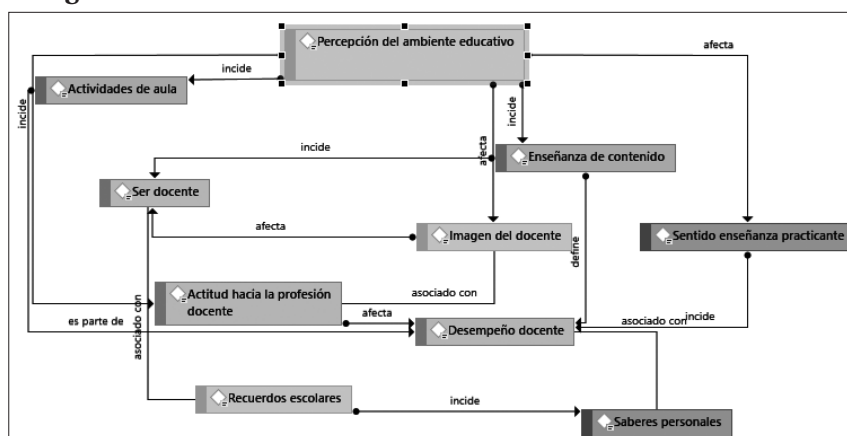 Percepción del ambiente educativo
afecta
incide
Actividades de aula
incide
incide
afecta
incide
Enseñanza de contenido
Ser docente
afecta
Imagen del docente
Sentido enseñanza practicante
define
Actitud hacia la profesión
docente
asociado con
es parte de
afecta
asociado con
incide
Desempeño docente
asociado con
Recuerdos escolares
incide
Saberes personales